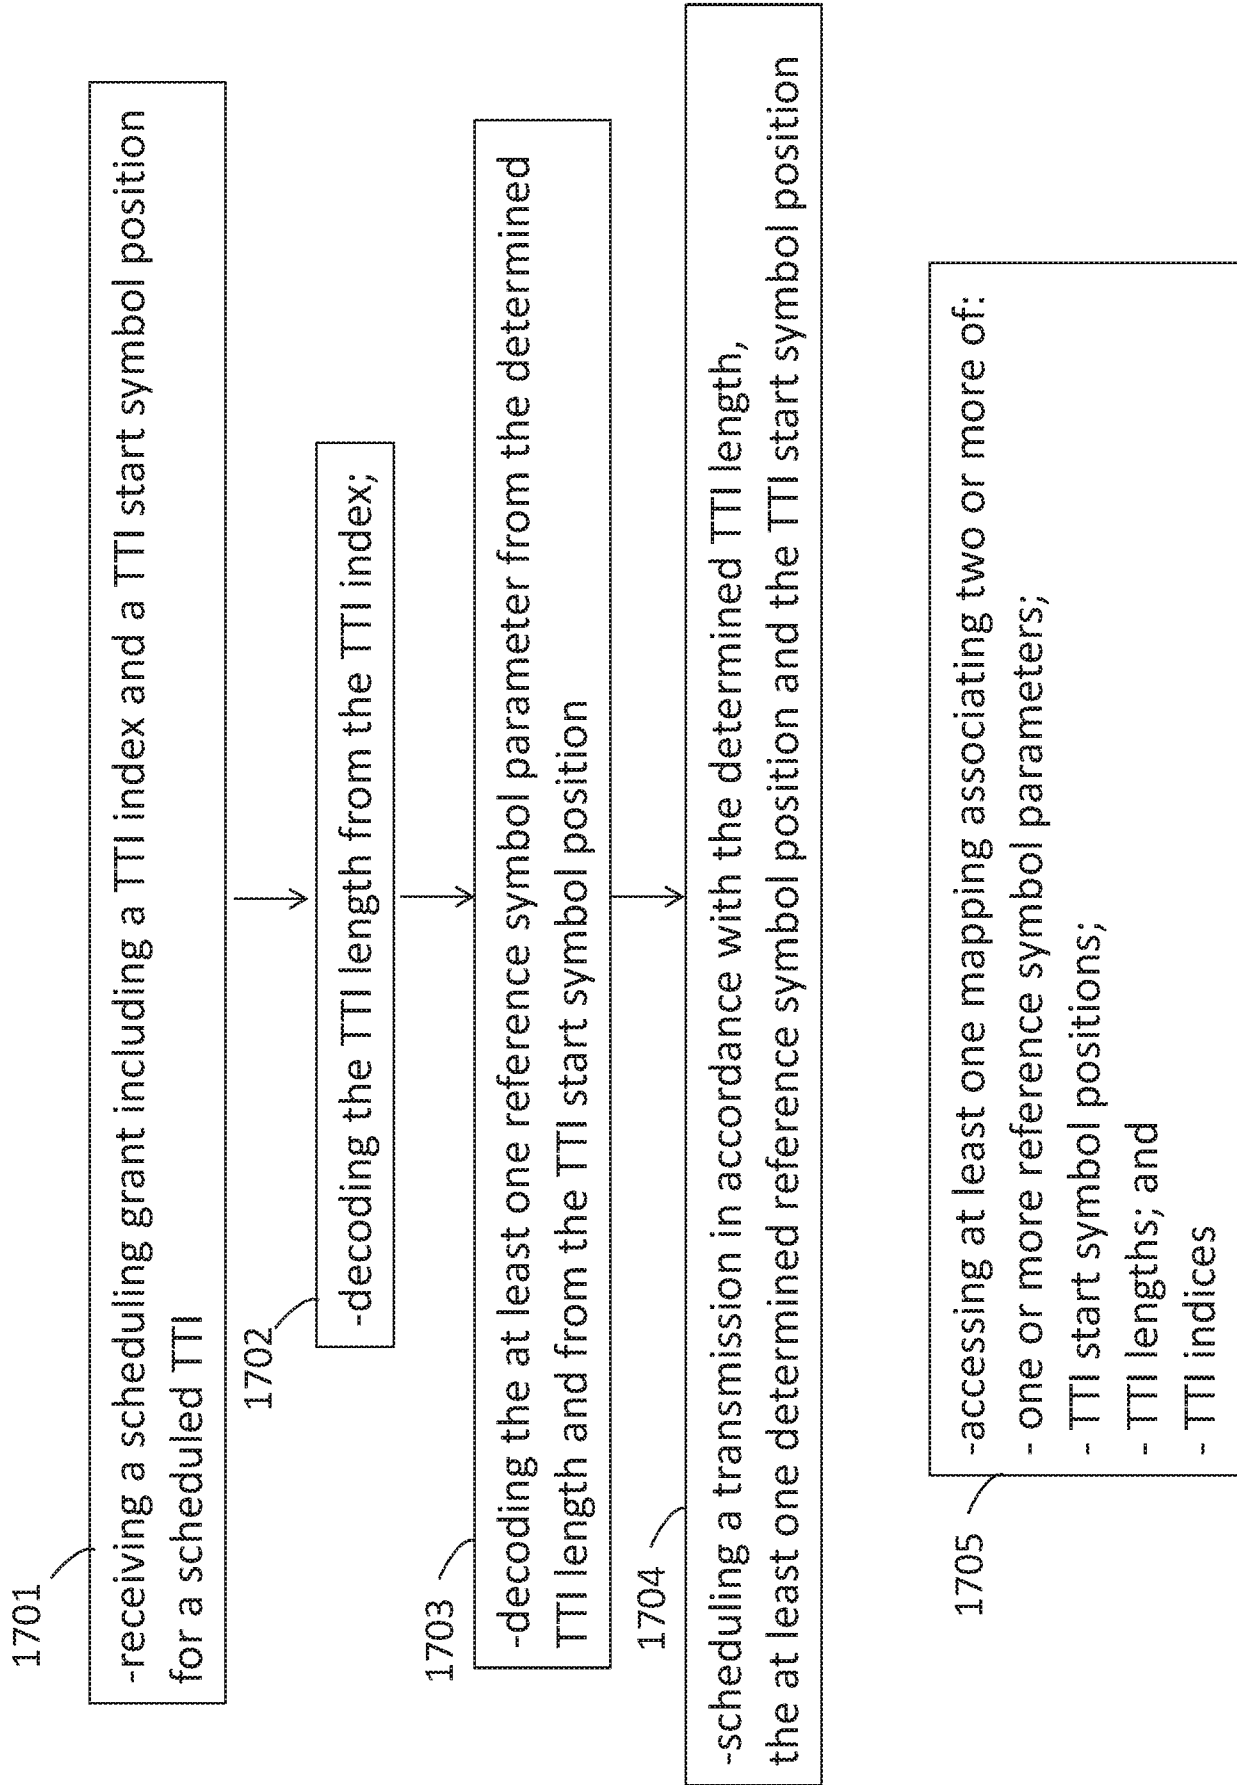 1701
-receiving a scheduling grant including a TTI index and a TTI start symbol position
for a scheduled TTI
1702
-decoding the TTI length from the TTI index;
1703
-decoding the at least one reference symbol parameter from the determined
TTI length and from the TTI start symbol position
1704
-scheduling a transmission in accordance with the determined TTI length,
the at least one determined reference symbol position and the TTI start symbol position
1705
-accessing at least one mapping associating two or more of:
- one or more reference symbol parameters;
- TTI start symbol positions;
- TTI lengths; and
- TTI indices